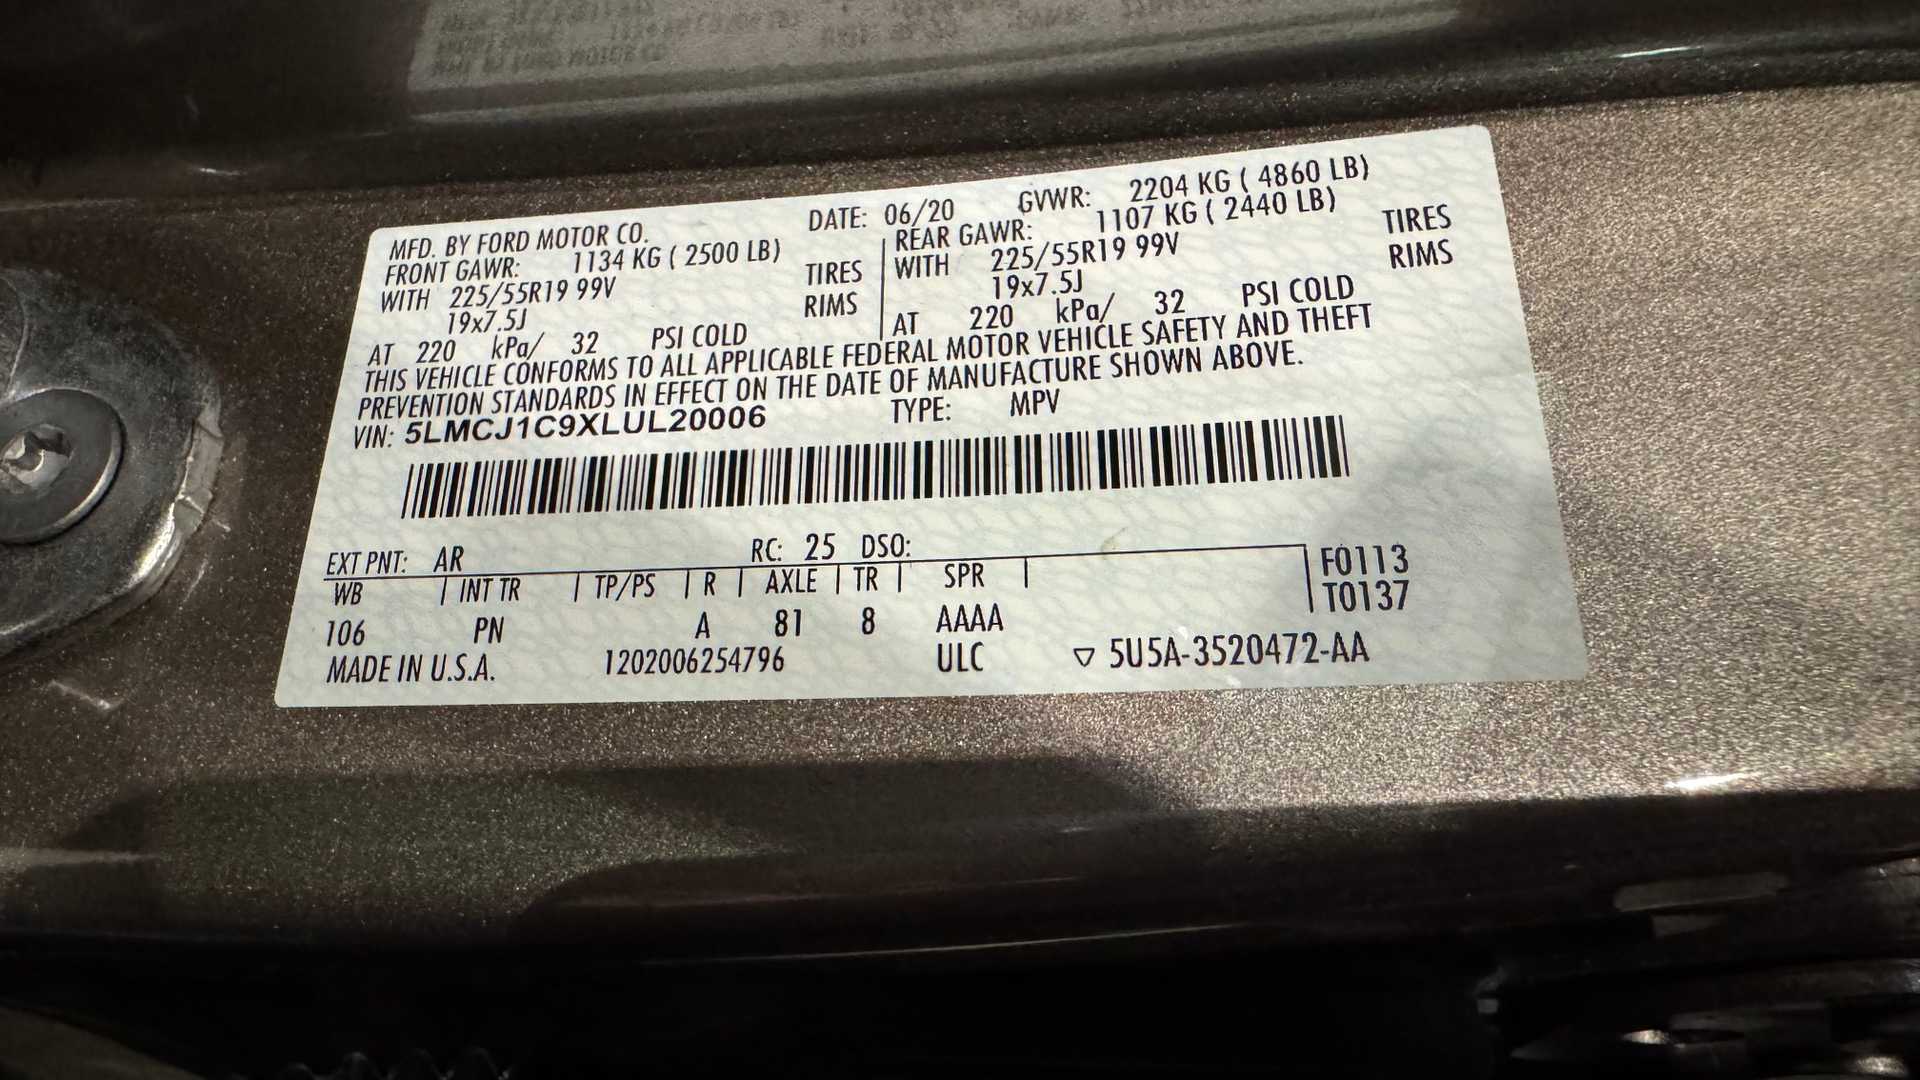 MFD. BY FORD MOTOR CO. DATE: 06/20 GVWR: 2204 KG ( 4860 LB)
FRONT GAWR: 1134 KG ( 2500 LB) REAR GAWR: 1107 KG ( 2440 LB)
WITH 225/55R19 99V TIRES WITH 225/55R19 99V TIRES
19x7.5J RIMS 19x7.5J RIMS
AT 220 kPa/ 32 PSI COLD AT 220 kPa/ 32 PSI COLD
THIS VEHICLE CONFORMS TO ALL APPLICABLE FEDERAL MOTOR VEHICLE SAFETY AND THEFT
PREVENTION STANDARDS IN EFFECT ON THE DATE OF MANUFACTURE SHOWN ABOVE.
VIN: 5LMCJ1C9XLUL20006 TYPE: MPV
EXT PNT: AR RC: 25 DSO:
WB INT TR TP/PS R AXLE TR SPR F0113
T0137
106 PN A 81 8 AAAA
MADE IN U.S.A. 1202006254796 ULC ▽ 5U5A-3520472-AA